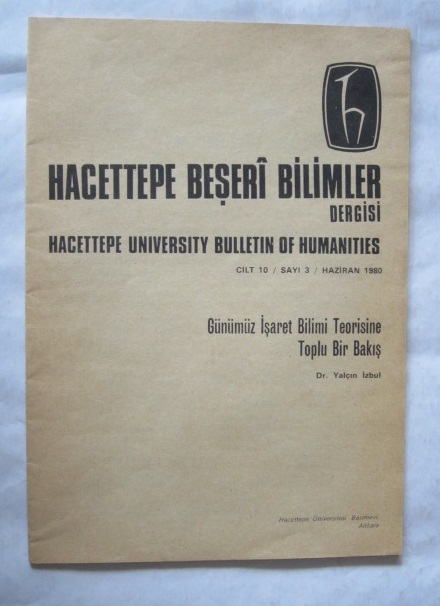 HACETTEPE BEŞERÎ BİLİMLER
DERGİSİ
HACETTEPE UNIVERSITY BULLETIN OF HUMANITIES
CİLT 10 / SAYI 3 / HAZİRAN 1980
Günümüz İşaret Bilimi Teorisine
Toplu Bir Bakış
Dr. Yalçın İzbul
Hacettepe Üniversitesi Basımevi
Ankara